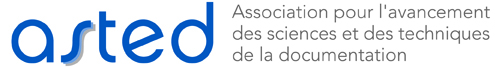 asted
Association pour l'avancement
des sciences et des techniques
de la documentation